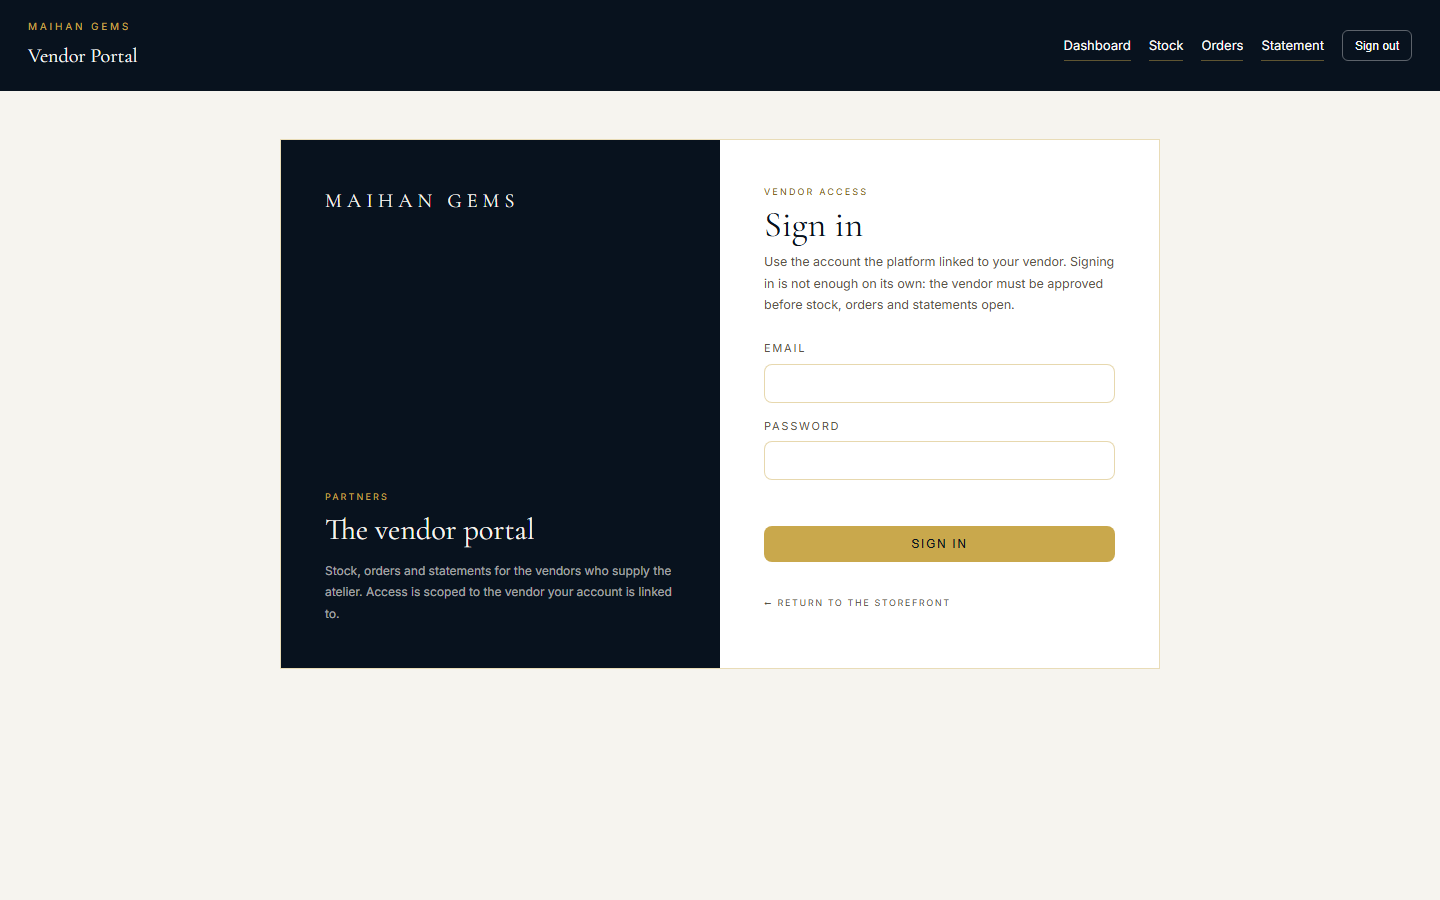 MAIHAN GEMS
Vendor Portal
Dashboard Stock Orders Statement Sign out
MAIHAN GEMS
PARTNERS
The vendor portal
Stock, orders and statements for the vendors who supply the
atelier. Access is scoped to the vendor your account is linked
to.
VENDOR ACCESS
Sign in
Use the account the platform linked to your vendor. Signing
in is not enough on its own: the vendor must be approved
before stock, orders and statements open.
EMAIL
PASSWORD
SIGN IN
← RETURN TO THE STOREFRONT